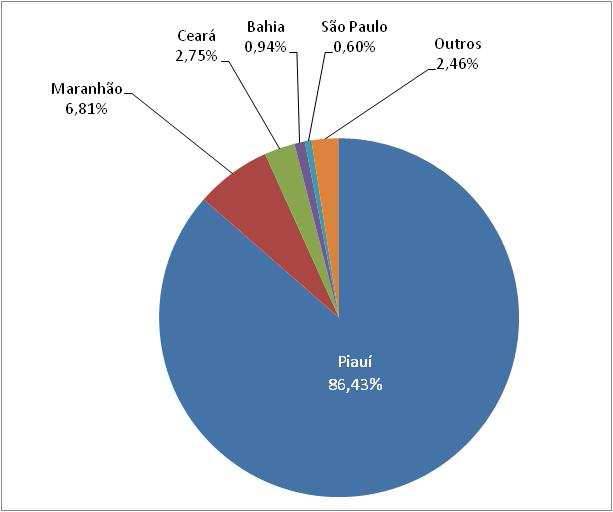 Maranhão
6,81%
Ceará
2,75%
Bahia
0,94%
São Paulo
0,60%
Outros
2,46%
Piauí
86,43%